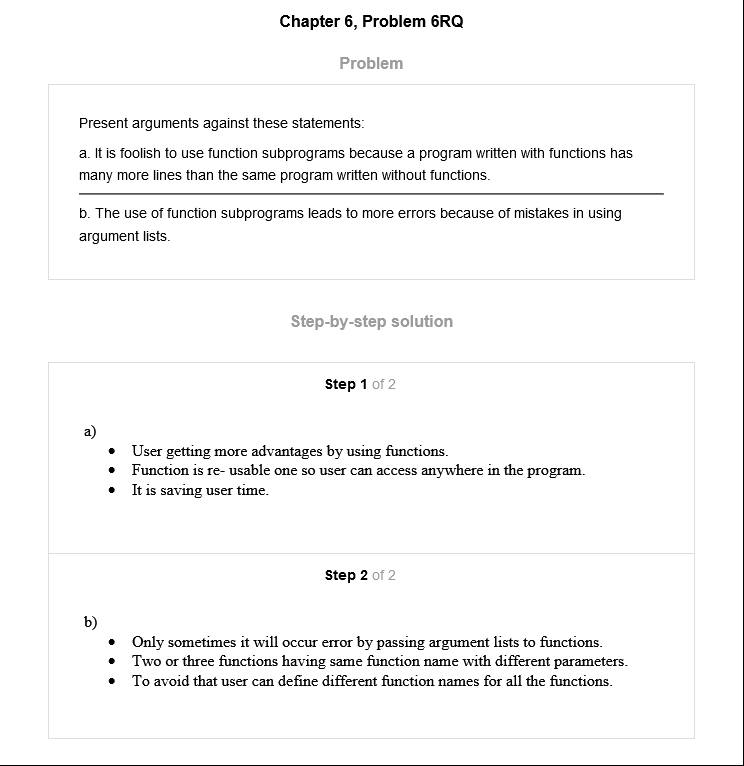 Chapter 6, Problem 6RQ
Problem
Present arguments against these statements:
a. It is foolish to use function subprograms because a program written with functions has
many more lines than the same program written without functions.
b. The use of function subprograms leads to more errors because of mistakes in using
argument lists.
Step-by-step solution
Step 1 of 2
a)
• User getting more advantages by using functions.
• Function is re- usable one so user can access anywhere in the program.
• It is saving user time.
Step 2 of 2
b)
• Only sometimes it will occur error by passing argument lists to functions.
• Two or three functions having same function name with different parameters.
• To avoid that user can define different function names for all the functions.